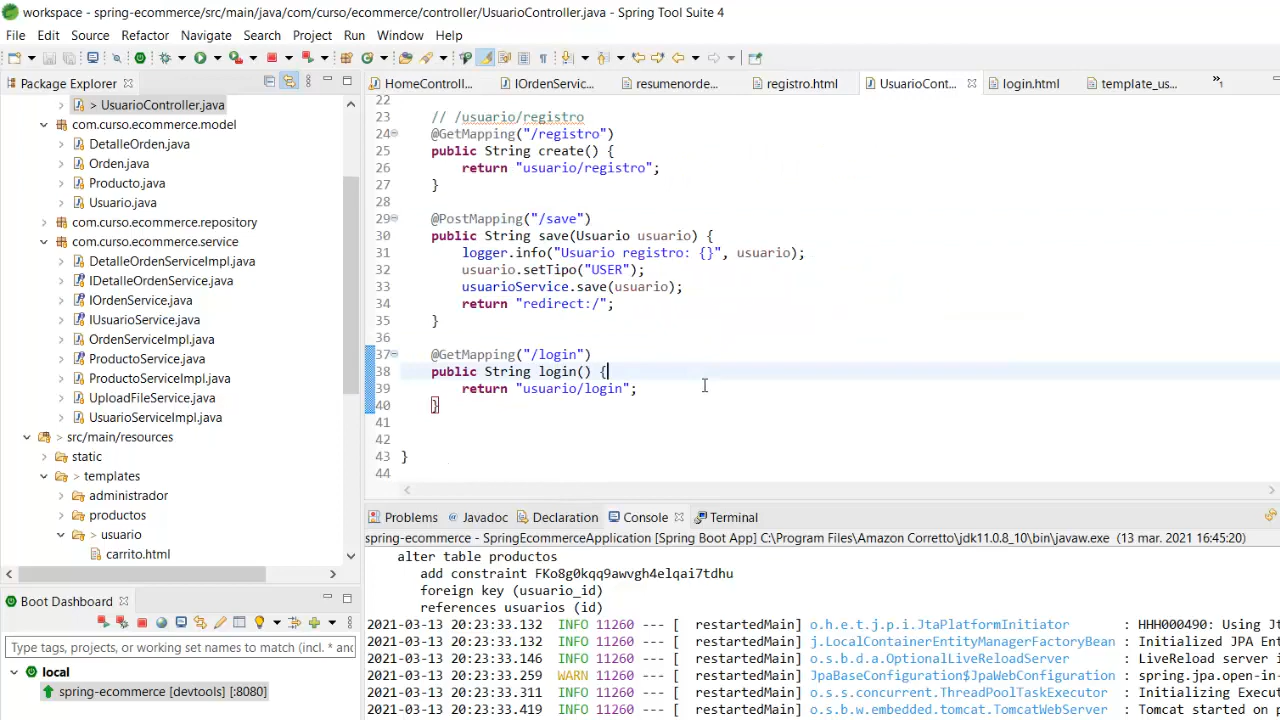 workspace - spring-ecommerce/src/main/java/com/curso/ecommerce/controller/UsuarioController.java - Spring Tool Suite 4
File Edit Source Refactor Navigate Search Project Run Window Help
Package Explorer
HomeControll... IOrdenServic... resumenorde... registro.html UsuarioCont... login.html template_us... 1
> UsuarioController.java
com.curso.ecommerce.model
DetalleOrden.java
Orden.java
Producto.java
Usuario.java
com.curso.ecommerce.repository
com.curso.ecommerce.service
DetalleOrdenServiceImpl.java
IDetalleOrdenService.java
IOrdenService.java
IUsuarioService.java
OrdenServiceImpl.java
ProductoService.java
ProductoServiceImpl.java
UploadFileService.java
UsuarioServiceImpl.java
> src/main/resources
static
> templates
administrador
productos
> usuario
carrito.html
22
23 // /usuario/registro
24 @GetMapping("/registro")
25 public String create() {
26 return "usuario/registro";
27 }
28
29 @PostMapping("/save")
30 public String save(Usuario usuario) {
31 logger.info("Usuario registro: {}", usuario);
32 usuario.setTipo("USER");
33 usuarioService.save(usuario);
34 return "redirect:/";
35 }
36
37 @GetMapping("/login")
38 public String login() {
39 return "usuario/login";
40 }
41
42
43 }
44
Boot Dashboard
Type tags, projects, or working set names to match (incl. * and
local
spring-ecommerce [devtools] [:8080]
Problems Javadoc Declaration Console Terminal
spring-ecommerce - SpringEcommerceApplication [Spring Boot App] C:\Program Files\Amazon Corretto\jdk11.0.8_10\bin\javaw.exe (13 mar. 2021 16:45:20)
alter table productos
add constraint FKo8g0kqq9awvgh4elqai7tdhu
foreign key (usuario_id)
references usuarios (id)
2021-03-13 20:23:33.132 INFO 11260 --- [ restartedMain] o.h.e.t.j.p.i.JtaPlatformInitiator : HHH000490: Using Jt
2021-03-13 20:23:33.132 INFO 11260 --- [ restartedMain] j.LocalContainerEntityManagerFactoryBean : Initialized JPA Ent
2021-03-13 20:23:33.146 INFO 11260 --- [ restartedMain] o.s.b.d.a.OptionalLiveReloadServer : LiveReload server i
2021-03-13 20:23:33.259 WARN 11260 --- [ restartedMain] JpaBaseConfiguration$JpaWebConfiguration : spring.jpa.open-in-
2021-03-13 20:23:33.311 INFO 11260 --- [ restartedMain] o.s.s.concurrent.ThreadPoolTaskExecutor : Initializing Execut
2021-03-13 20:23:33.419 INFO 11260 --- [ restartedMain] o.s.b.w.embedded.tomcat.TomcatWebServer : Tomcat started on p